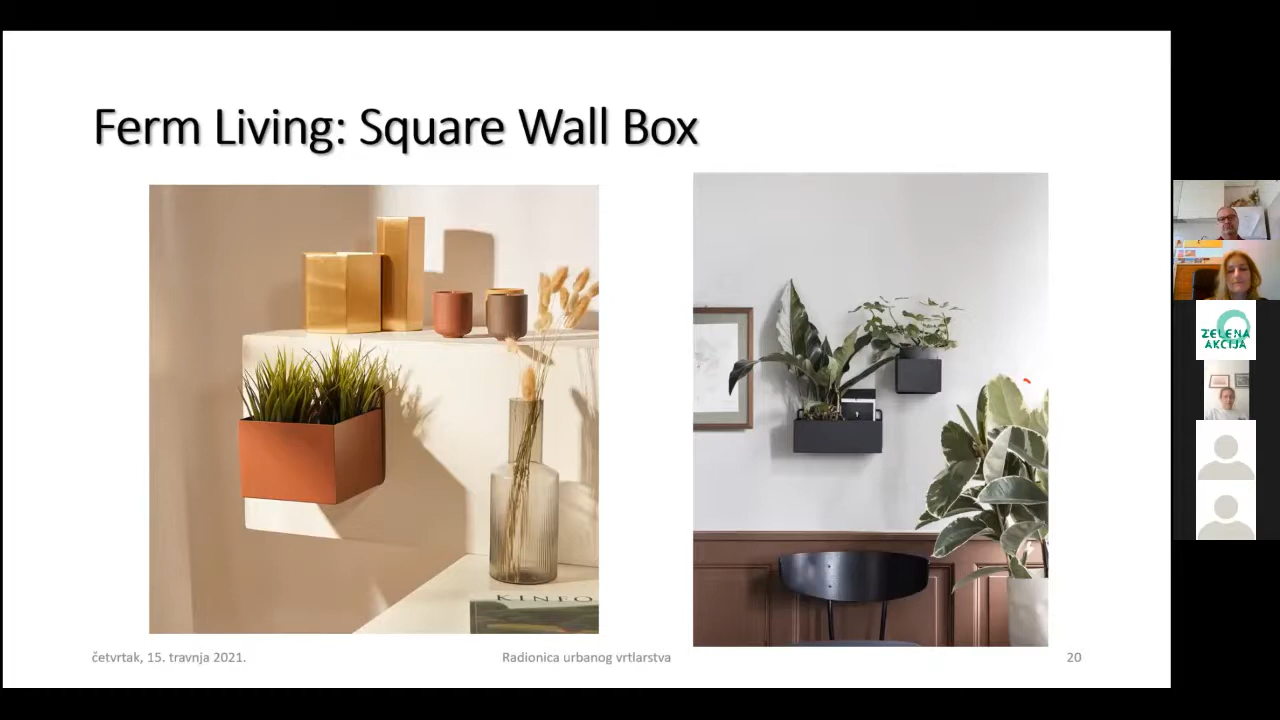 Ferm Living: Square Wall Box
KINFO
četvrtak, 15. travnja 2021.
Radionica urbanog vrtlarstva
20
ZELENA
AKCIJA